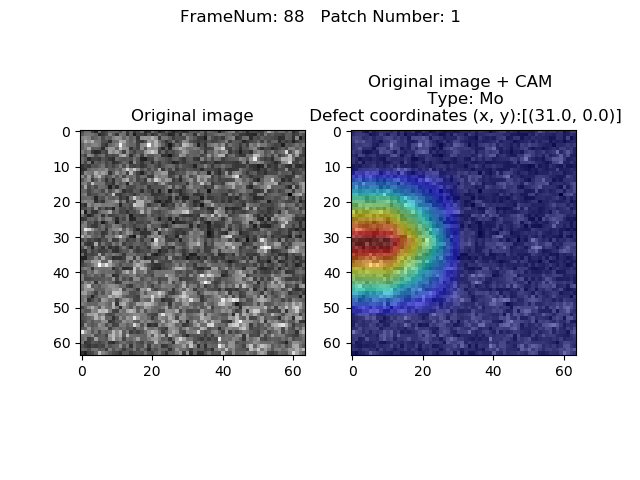 FrameNum: 88   Patch Number: 1
Original image
0
10
20
30
40
50
60
0 20 40 60
Original image + CAM
Type: Mo
Defect coordinates (x, y):[(31.0, 0.0)]
0
10
20
30
40
50
60
0 20 40 60